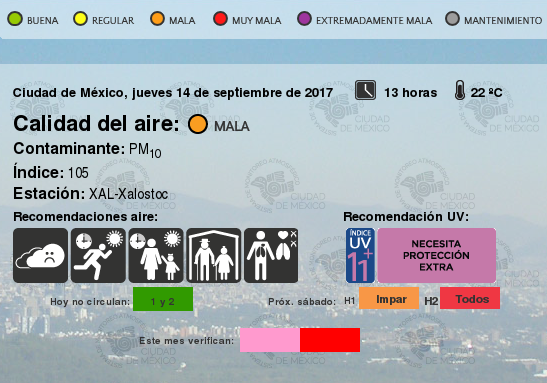 BUENA REGULAR MALA MUY MALA EXTREMADAMENTE MALA MANTENIMIENTO
Ciudad de México, jueves 14 de septiembre de 2017 13 horas 22 ºC
Calidad del aire: MALA
Contaminante: PM10
Índice: 105
Estación: XAL-Xalostoc
Recomendaciones aire: Recomendación UV:
ÍNDICE
UV
11+
NECESITA
PROTECCIÓN
EXTRA
Hoy no circulan: 1 y 2 Próx. sábado: H1 Impar H2 Todos
Este mes verifican:
CIUDAD
DE MÉXICO